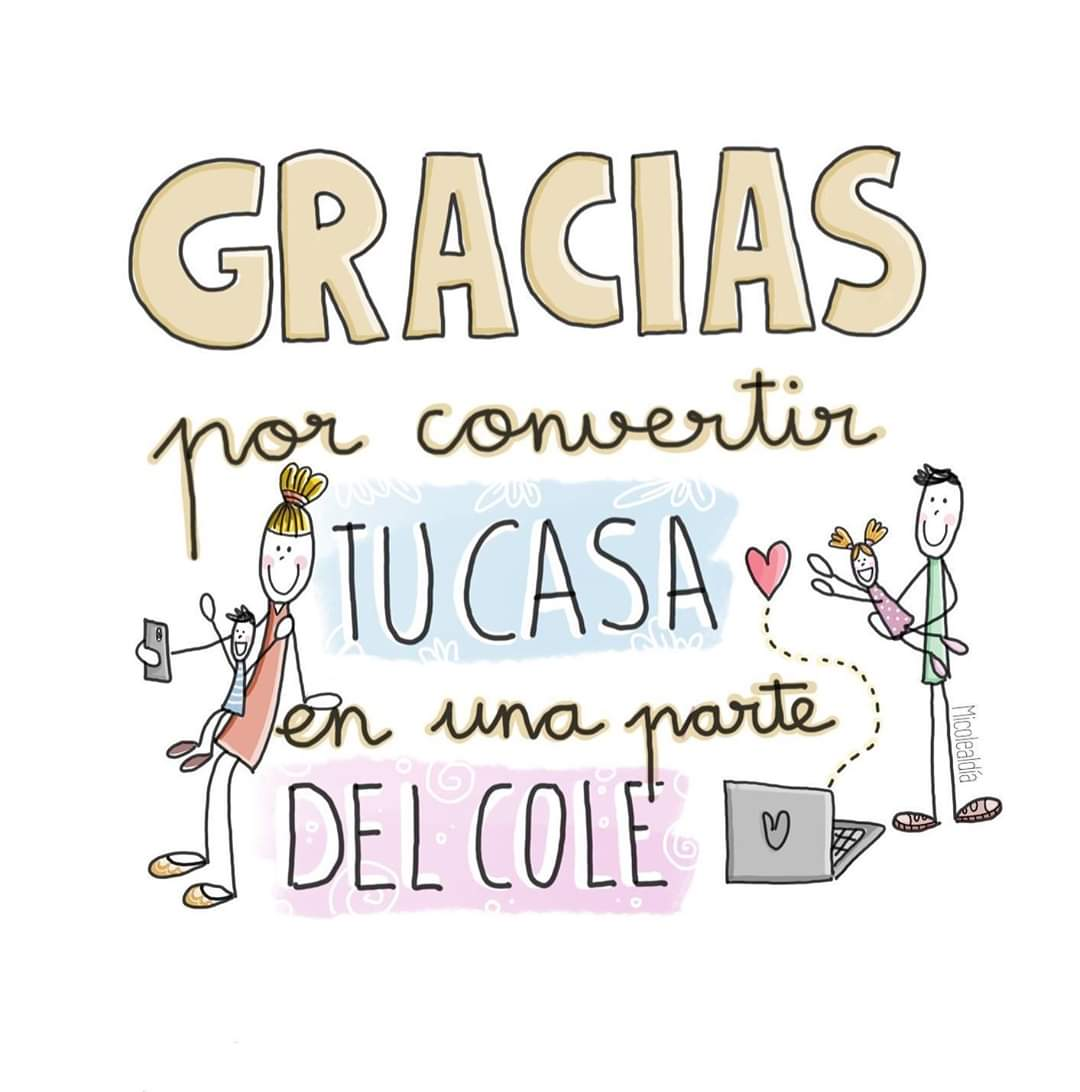 GRACIAS
por convertir
TU CASA
en una parte
DEL COLE
Micolealdía